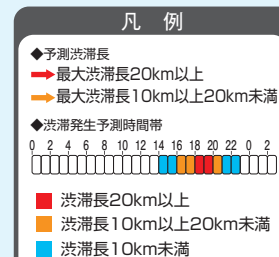 凡 例
◆予測渋滞長
最大渋滞長20km以上
最大渋滞長10km以上20km未満
◆渋滞発生予測時間帯
0 2 4 6 8 10 12 14 16 18 20 22 0 2
渋滞長20km以上
渋滞長10km以上20km未満
渋滞長10km未満